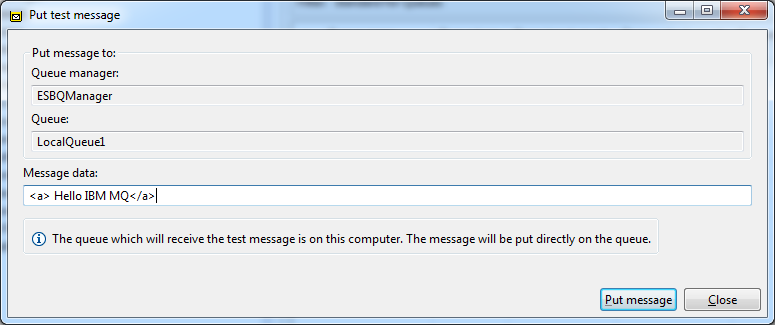 Put test message
Put message to:
Queue manager:
ESBQManager
Queue:
LocalQueue1
Message data:
<a> Hello IBM MQ</a>
The queue which will receive the test message is on this computer. The message will be put directly on the queue.
Put message Close